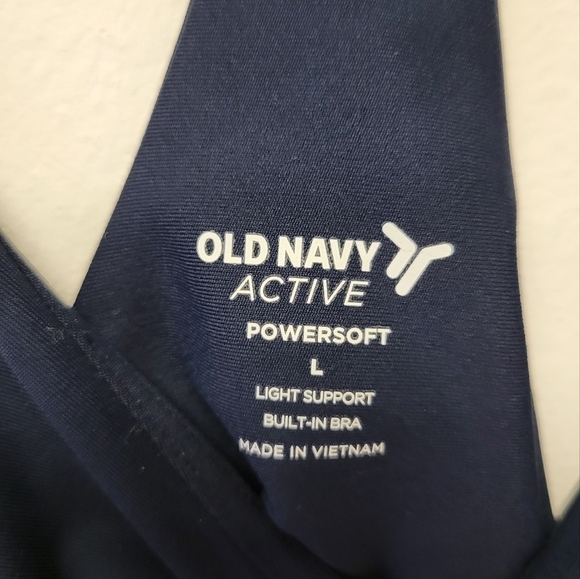 OLD NAVY
ACTIVE
POWERSOFT
L
LIGHT SUPPORT
BUILT-IN BRA
MADE IN VIETNAM